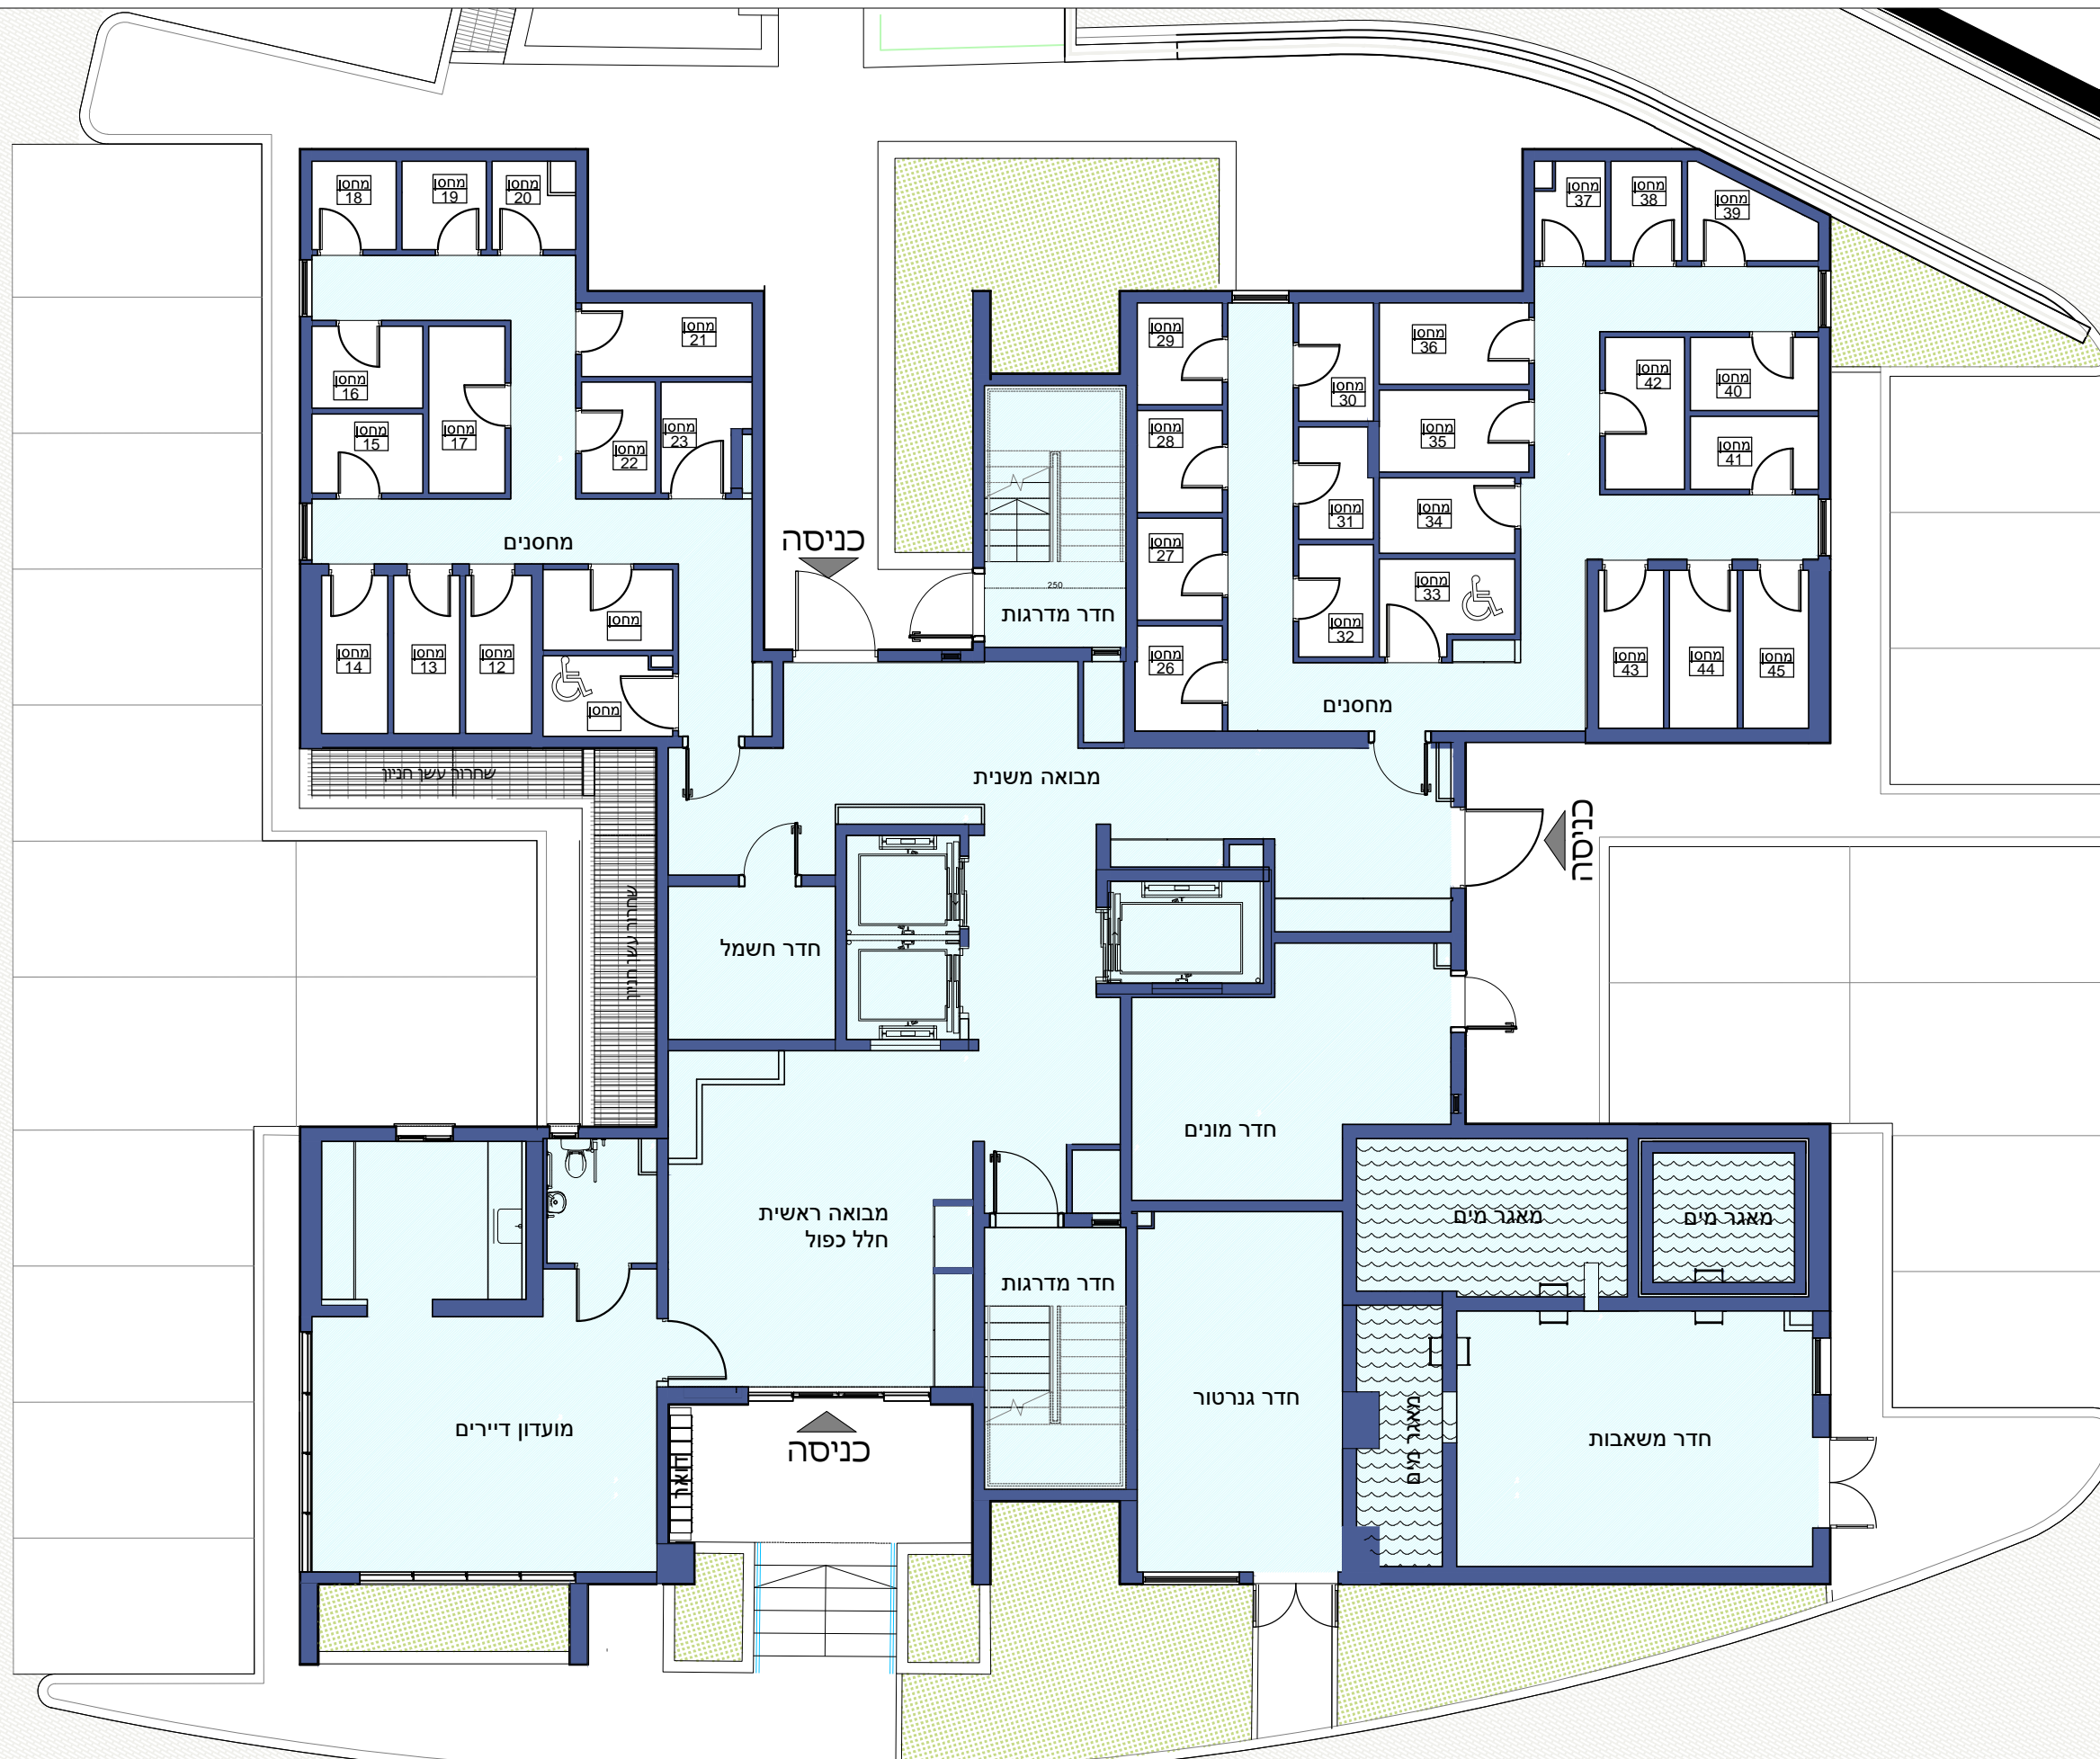 מחסן
18
מחסן
19
מחסן
20
מחסן
37
מחסן
38
מחסן
39
מחסן
21
מחסן
29
מחסן
36
מחסן
16
מחסן
30
מחסן
42
מחסן
40
מחסן
15
מחסן
17
מחסן
22
מחסן
23
מחסן
28
מחסן
35
מחסן
41
מחסנים
כניסה
מחסן
27
מחסן
31
מחסן
34
250
חדר מדרגות
מחסן
מחסן
33
מחסן
32
מחסן
14
מחסן
13
מחסן
12
מחסן
26
מחסן
43
מחסן
44
מחסן
45
מחסן
מחסנים
שחרור עשן חניון
מבואה משנית
כניסה
שחרור עשן חניון
חדר חשמל
חדר מונים
מבואה ראשית
חלל כפול
מאגר מים
מאגר מים
חדר מדרגות
חדר גנרטור
מועדון דיירים
כניסה
דואר
מאגר מים
חדר משאבות